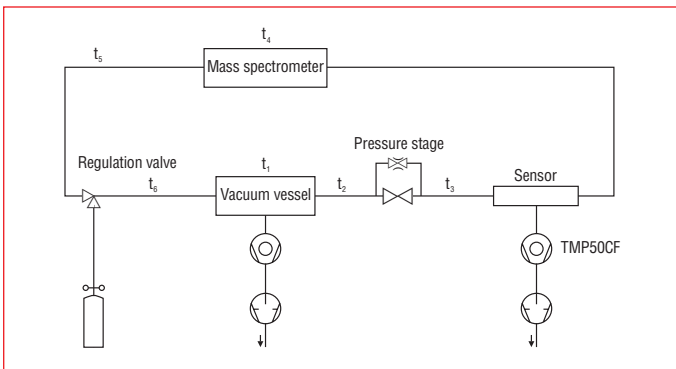 t₄
t₅
Mass spectrometer
Pressure stage
Regulation valve
t₁
Sensor
t₆
Vacuum vessel
t₂
t₃
TMP50CF